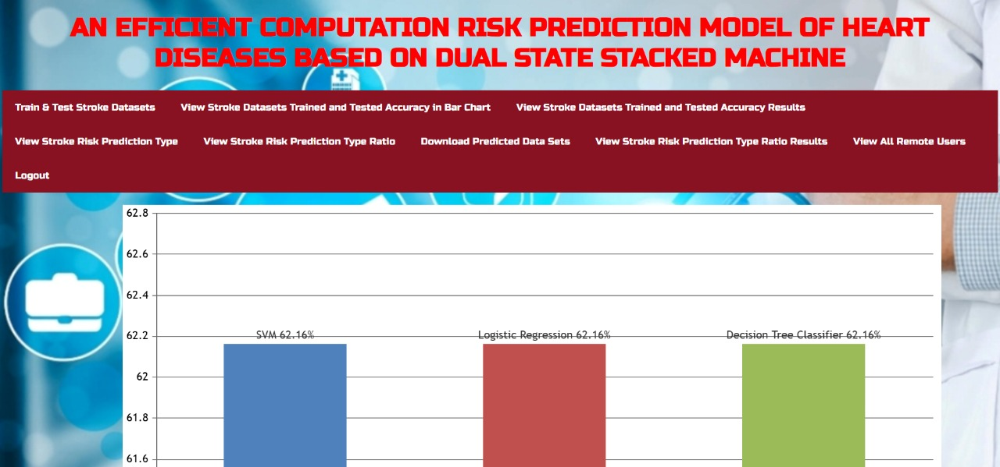 AN EFFICIENT COMPUTATION RISK PREDICTION MODEL OF HEART
DISEASES BASED ON DUAL STATE STACKED MACHINE
Train & Test Stroke Datasets View Stroke Datasets Trained and Tested Accuracy in Bar Chart View Stroke Datasets Trained and Tested Accuracy Results
View Stroke Risk Prediction Type View Stroke Risk Prediction Type Ratio Download Predicted Data Sets View Stroke Risk Prediction Type Ratio Results View All Remote Users
Logout
62.8
62.6
62.4
62.2 SVM 62.16% Logistic Regression 62.16% Decision Tree Classifier 62.16%
62
61.8
61.6